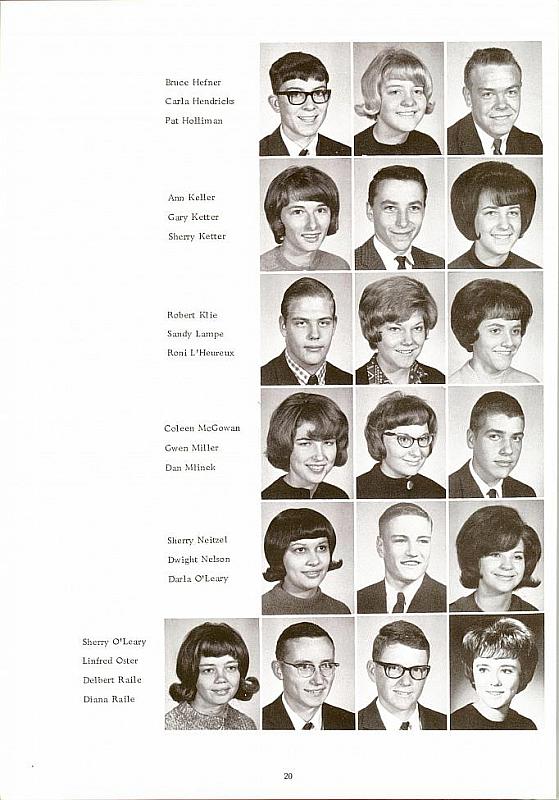 Bruce Hefner
Carla Hendricks
Pat Holliman
Ann Keller
Gary Ketter
Sherry Ketter
Robert Klie
Sandy Lampe
Roni L'Heureux
Coleen McGowan
Gwen Miller
Dan Mlinek
Sherry Neitzel
Dwight Nelson
Darla O'Leary
Sherry O'Leary
Linfred Oster
Delbert Raile
Diana Raile
20